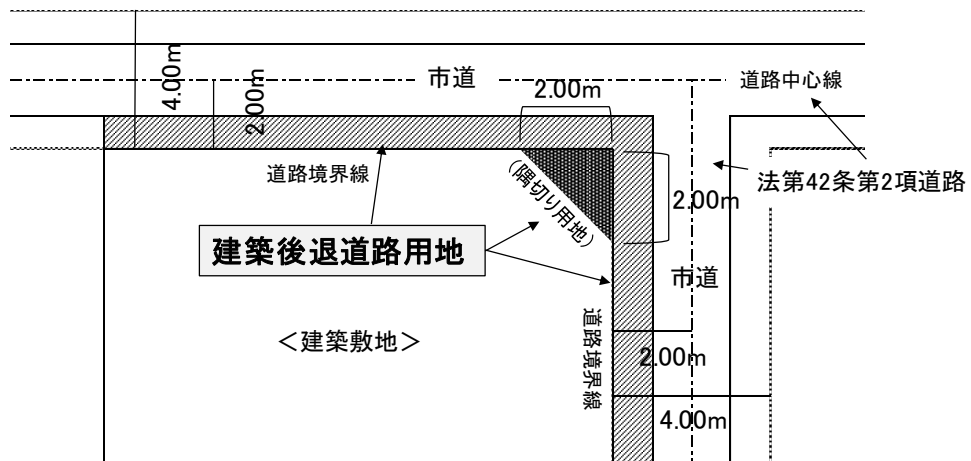 市道
道路中心線
4.00m
2.00m
2.00m
道路境界線
(隅切り用地)
2.00m
法第42条第2項道路
建築後退道路用地
市道
<建築敷地>
道路境界線
2.00m
4.00m